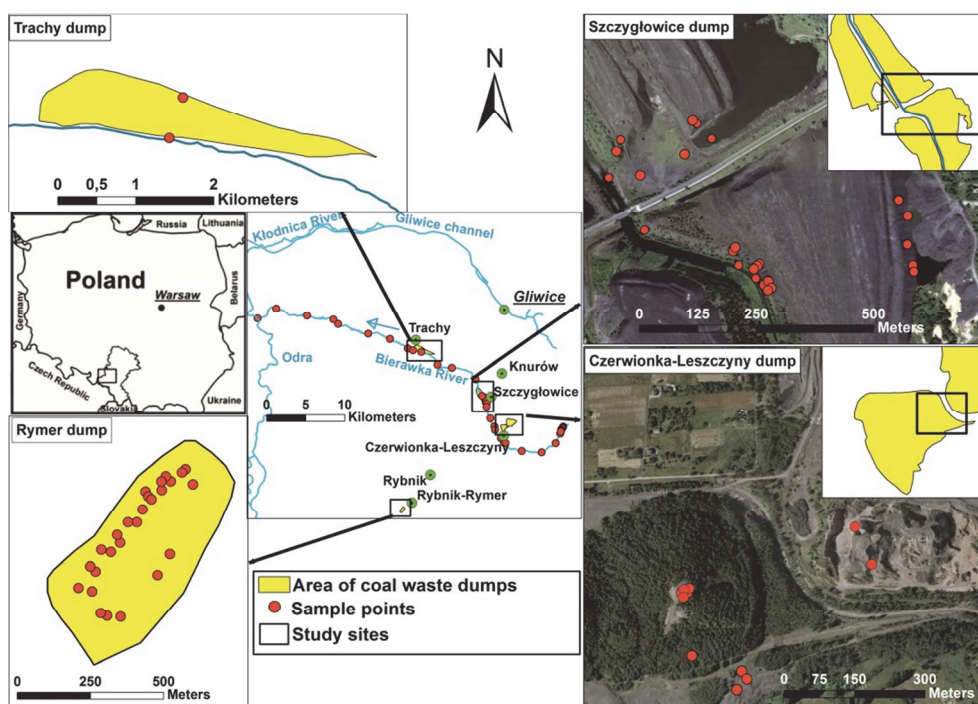 Trachy dump
0 0,5 1 2
Kilometers
N
Szczygłowice dump
0 125 250 500
Meters
Russia
Lithuania
Poland
Warsaw
Belarus
Germany
Czech Republic
Slovakia
Ukraine
Kłodnica River
Gliwice channel
Gliwice
Trachy
Odra
Bierawka River
Knurów
Szczygłowice
0 5 10
Kilometers
Czerwionka-Leszczyny
Rybnik
Rybnik-Rymer
Rymer dump
0 250 500
Meters
Area of coal waste dumps
Sample points
Study sites
Czerwionka-Leszczyny dump
0 75 150 300
Meters